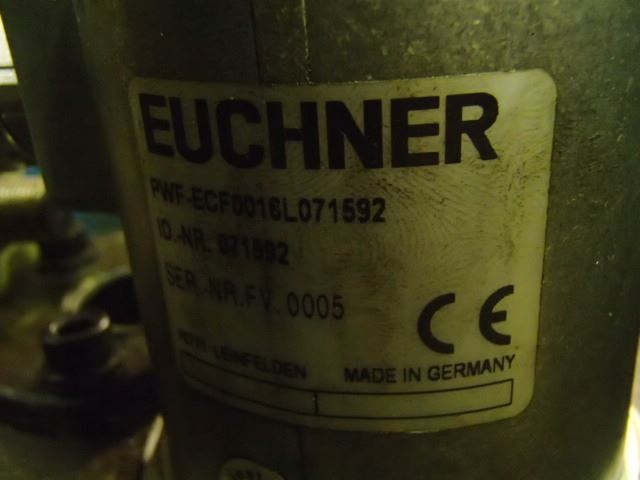 EUCHNER
PWF-ECF0016L071592
ID.-NR. 071592
SER.-NR.FV.0005
CE
LEINFELDEN MADE IN GERMANY